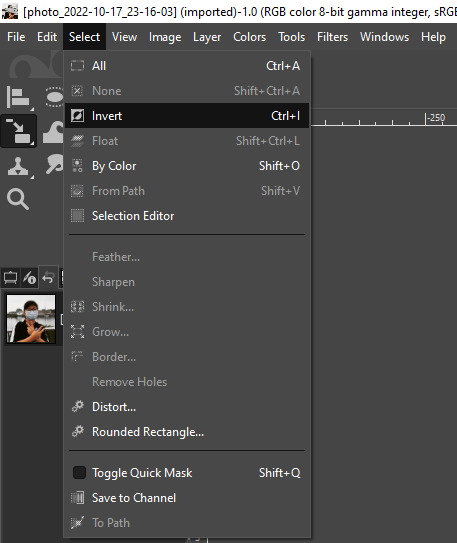 [photo_2022-10-17_23-16-03] (imported)-1.0 (RGB color 8-bit gamma integer, sRG
File Edit Select View Image Layer Colors Tools Filters Windows Help
All Ctrl+A
None Shift+Ctrl+A
Invert Ctrl+I
-250
Float Shift+Ctrl+L
By Color Shift+O
From Path Shift+V
Selection Editor
Feather...
Sharpen
Shrink...
Grow...
Border...
Remove Holes
Distort...
Rounded Rectangle...
Toggle Quick Mask Shift+Q
Save to Channel
To Path